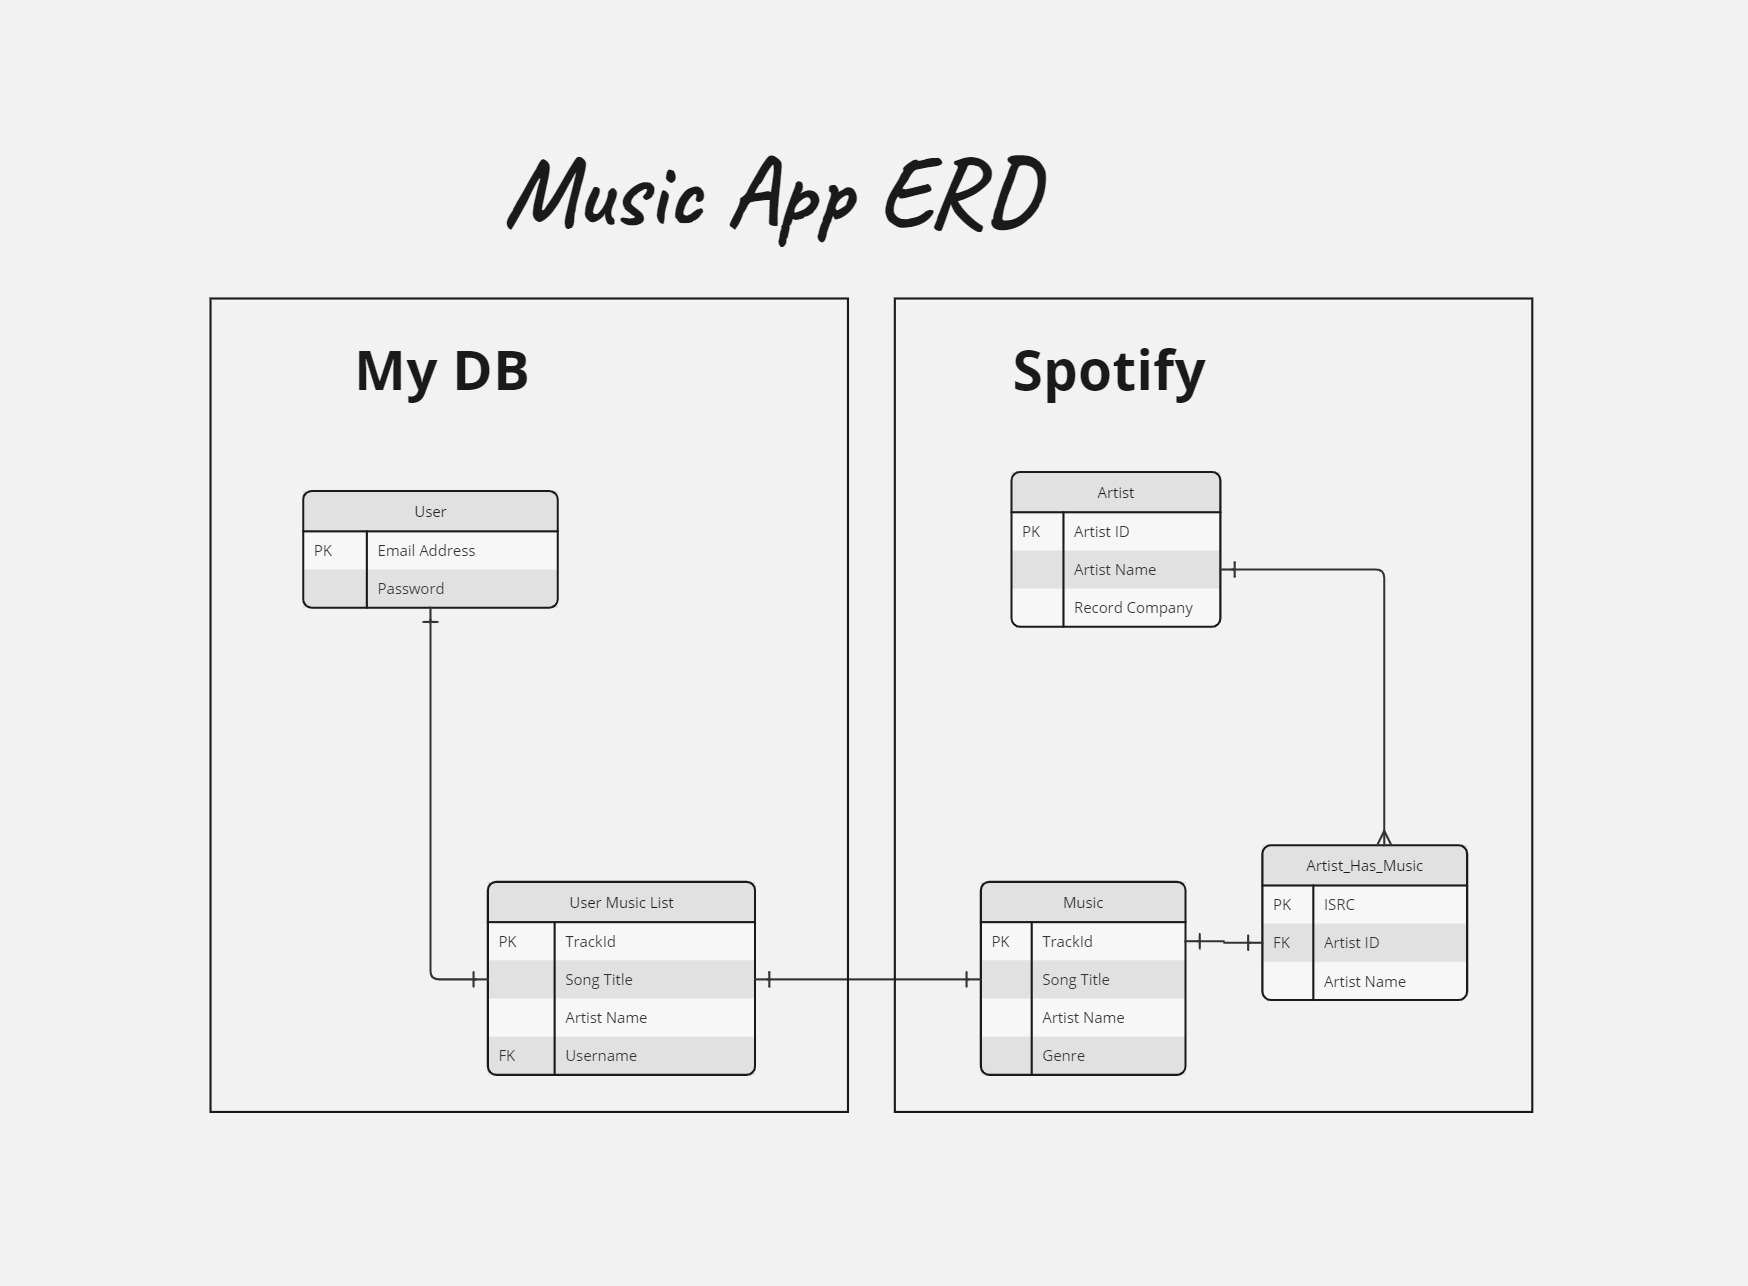 Music App ERD
My DB
User
PK Email Address
Password
User Music List
PK TrackId
Song Title
Artist Name
FK Username
Spotify
Artist
PK Artist ID
Artist Name
Record Company
Music
PK TrackId
Song Title
Artist Name
Genre
Artist_Has_Music
PK ISRC
FK Artist ID
Artist Name